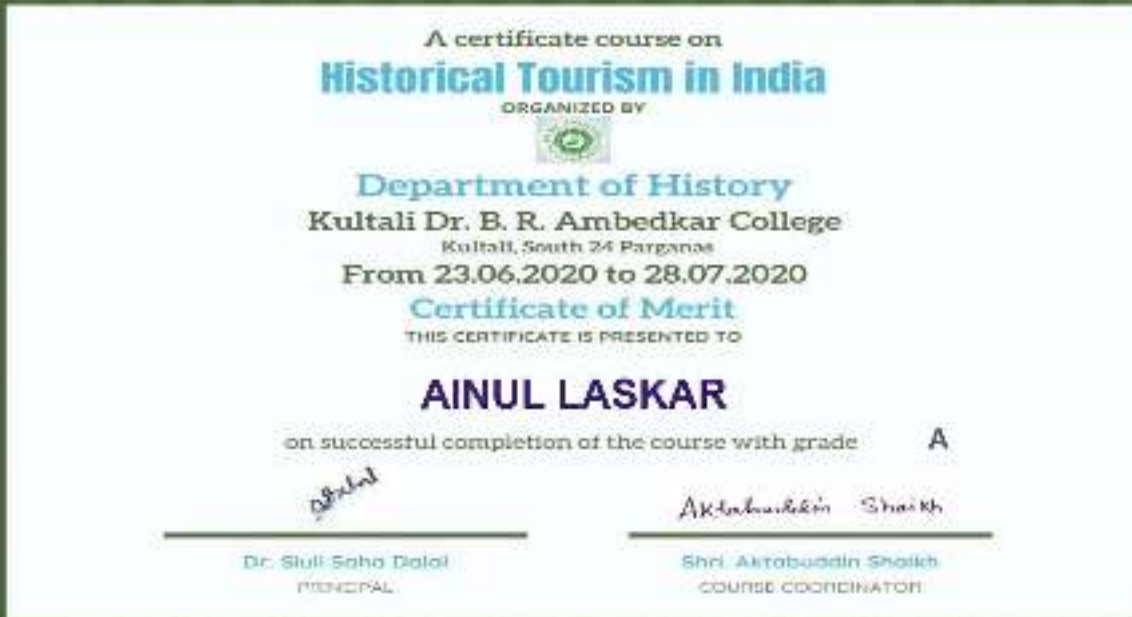 A certificate course on
Historical Tourism in India
ORGANIZED BY
Department of History
Kultali Dr. B. R. Ambedkar College
Kultali, South 24 Parganas
From 23.06.2020 to 28.07.2020
Certificate of Merit
THIS CERTIFICATE IS PRESENTED TO
AINUL LASKAR
on successful completion of the course with grade A
Aktabuddin Shaikh
Dr. Siuli Saha Dalal Shri. Aktabuddin Shaikh
PRINCIPAL COURSE COORDINATOR